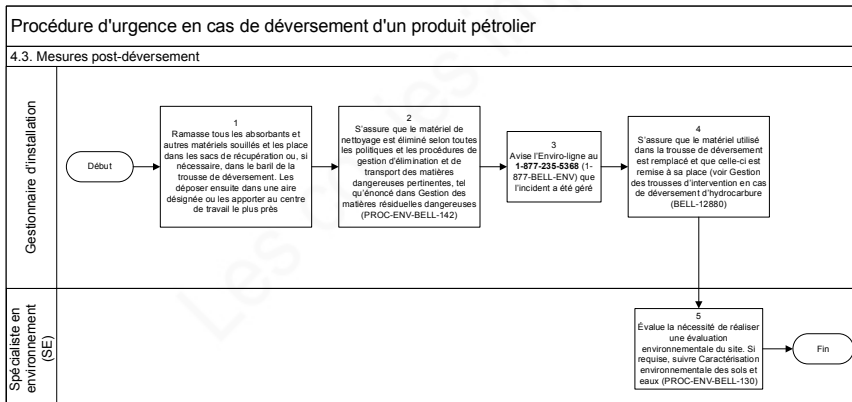 Procédure d'urgence en cas de déversement d'un produit pétrolier
4.3. Mesures post-déversement
Gestionnaire d'installation
Début
1
Ramasse tous les absorbants et
autres matériels souillés et les place
dans les sacs de récupération ou, si
nécessaire, dans le baril de la
trousse de déversement. Les
déposer ensuite dans une aire
désignée ou les apporter au centre
de travail le plus près
2
S'assure que le matériel de
nettoyage est éliminé selon toutes
les politiques et les procédures de
gestion d'élimination et de
transport des matières
dangereuses pertinentes, tel
qu'énoncé dans Gestion des
matières résiduelles dangereuses
(PROC-ENV-BELL-142)
3
Avise l'Enviro-ligne au
1-877-235-5368 (1-
877-BELL-ENV) que
l'incident a été géré
4
S'assure que le matériel utilisé
dans la trousse de déversement
est remplacé et que celle-ci est
remise à sa place (voir Gestion
des trousses d'intervention en cas
de déversement d'hydrocarbure
(BELL-12880)
Spécialiste en
environnement
(SE)
5
Évalue la nécessité de réaliser
une évaluation
environnementale du site. Si
requise, suivre Caractérisation
environnementale des sols et
eaux (PROC-ENV-BELL-130)
Fin